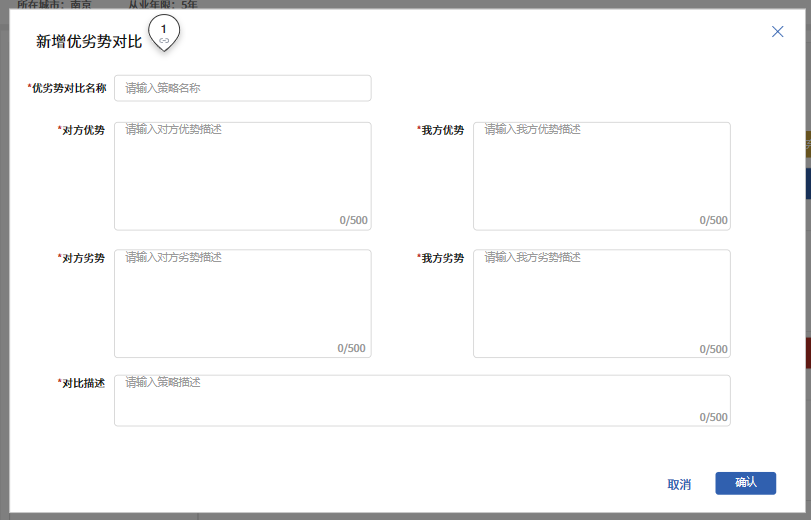 所在城市：南京 从业年限：5年
新增优劣势对比
1
*优劣势对比名称 请输入策略名称
*对方优势 请输入对方优势描述 *我方优势 请输入我方优势描述
0/500 0/500
*对方劣势 请输入对方劣势描述 *我方劣势 请输入我方劣势描述
0/500 0/500
*对比描述 请输入策略描述
0/500
取消 确认